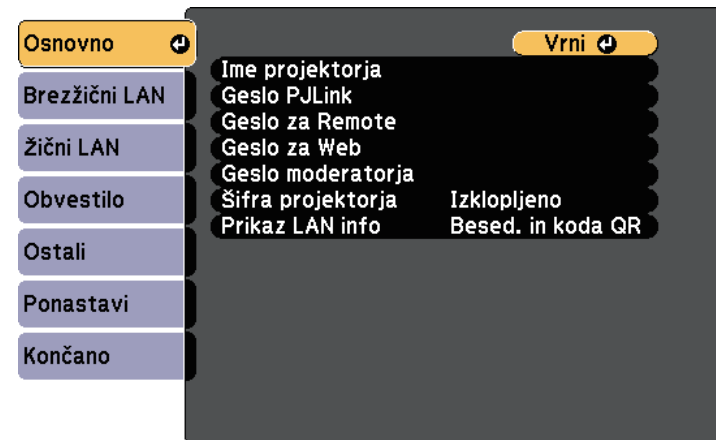 Osnovno
Brezžični LAN
Žični LAN
Obvestilo
Ostali
Ponastavi
Končano
Vrni
Ime projektorja
Geslo PJLink
Geslo za Remote
Geslo za Web
Geslo moderatorja
Šifra projektorja Izklopljeno
Prikaz LAN info Besed. in koda QR